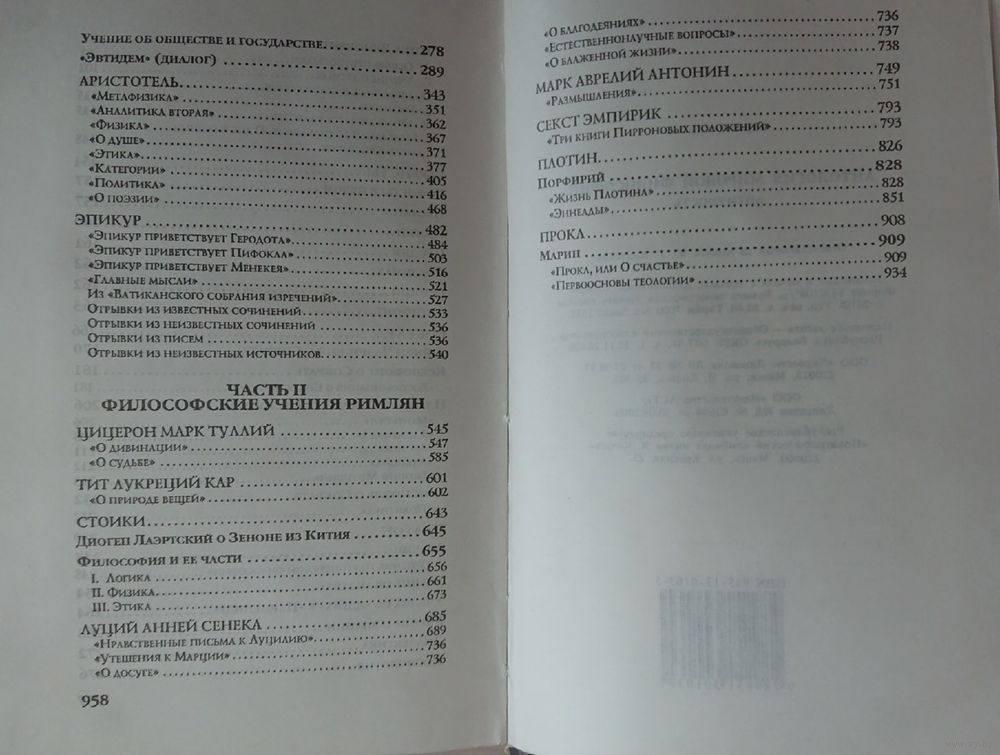 Учение об обществе и государстве 278
«Эвтидем» (диалог) 289
АРИСТОТЕЛЬ 343
«Метафизика» 351
«Аналитика вторая» 362
«Физика» 367
«О душе» 371
«Этика» 377
«Категории» 405
«Политика» 416
«О поэзии» 468
ЭПИКУР 482
«Эпикур приветствует Геродота» 484
«Эпикур приветствует Пифокла» 503
«Эпикур приветствует Менекея» 516
«Главные мысли» 521
Из «Ватиканского собрания изречений» 527
Отрывки из известных сочинений 533
Отрывки из неизвестных сочинений 536
Отрывки из писем 536
Отрывки из неизвестных источников 540
ЧАСТЬ II
ФИЛОСОФСКИЕ УЧЕНИЯ РИМЛЯН
ЦИЦЕРОН МАРК ТУЛЛИЙ 545
«О дивинации» 547
«О судьбе» 585
ТИТ ЛУКРЕЦИЙ КАР 601
«О природе вещей» 602
СТОИКИ 643
Диоген Лаэртский о Зеноне из Кития 645
Философия и ее части 655
I. Логика 656
II. Физика 661
III. Этика 673
ЛУЦИЙ АННЕЙ СЕНЕКА 685
«Нравственные письма к Луцилию» 689
«Утешения к Марции» 736
«О досуге» 736
958
«О благодеяниях» 736
«Естественнонаучные вопросы» 737
«О блаженной жизни» 738
МАРК АВРЕЛИЙ АНТОНИН 749
«Размышления» 751
СЕКСТ ЭМПИРИК 793
«Три книги Пирроновых положений» 793
ПЛОТИН 826
Порфирий 828
«Жизнь Плотина» 828
«Эннеады» 851
ПРОКЛ 908
Марин 909
«Прокл, или О счастье» 909
«Первоосновы теологии» 934